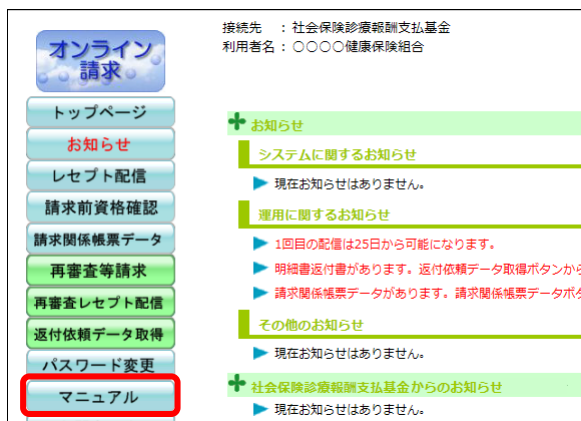 オンライン
請求
トップページ
お知らせ
レセプト配信
請求前資格確認
請求関係帳票データ
再審査等請求
再審査レセプト配信
返付依頼データ取得
パスワード変更
マニュアル
接続先 ：社会保険診療報酬支払基金
利用者名：○○○○健康保険組合
お知らせ
システムに関するお知らせ
現在お知らせはありません。
運用に関するお知らせ
1回目の配信は25日から可能になります。
明細書返付書があります。返付依頼データ取得ボタンから
請求関係帳票データがあります。請求関係帳票データボタ
その他のお知らせ
現在お知らせはありません。
社会保険診療報酬支払基金からのお知らせ
現在お知らせはありません。